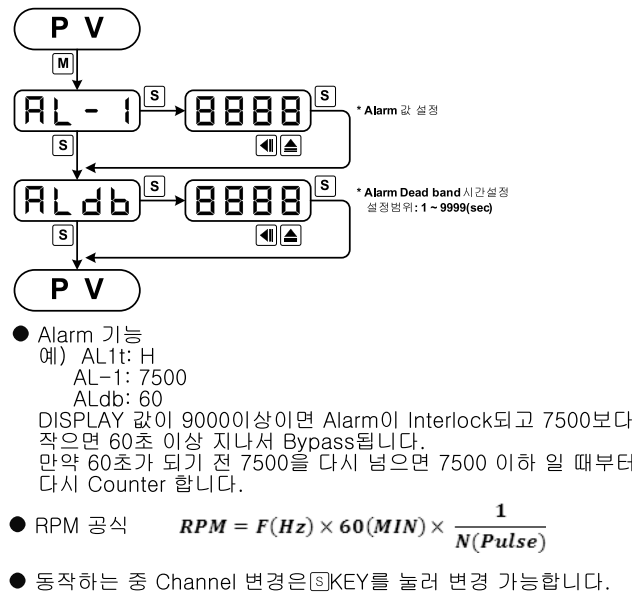 P V
M
AL-1 S 8888 S * Alarm 값 설정
S
ALdb S 8888 S * Alarm Dead band 시간설정
설정범위: 1 ~ 9999(sec)
S
P V
● Alarm 기능
예) AL1t: H
AL-1: 7500
ALdb: 60
DISPLAY 값이 9000이상이면 Alarm이 Interlock되고 7500보다
작으면 60초 이상 지나서 Bypass됩니다.
만약 60초가 되기 전 7500을 다시 넘으면 7500 이하 일 때부터
다시 Counter 합니다.
● RPM 공식 RPM = F(Hz) × 60(MIN) × 1 / N(Pulse)
● 동작하는 중 Channel 변경은 S KEY를 눌러 변경 가능합니다.